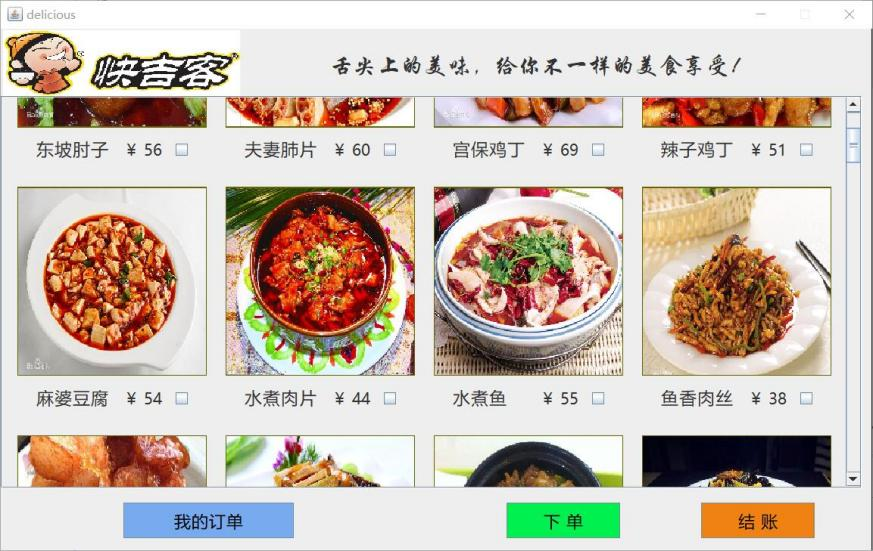 delicious
快吉客
舌尖上的美味，给你不一样的美食享受！
东坡肘子 ￥ 56
夫妻肺片 ￥ 60
官保鸡丁 ￥ 69
辣子鸡丁 ￥ 51
麻婆豆腐 ￥ 54
水煮肉片 ￥ 44
水煮鱼 ￥ 55
鱼香肉丝 ￥ 38
我的订单
下 单
结 账